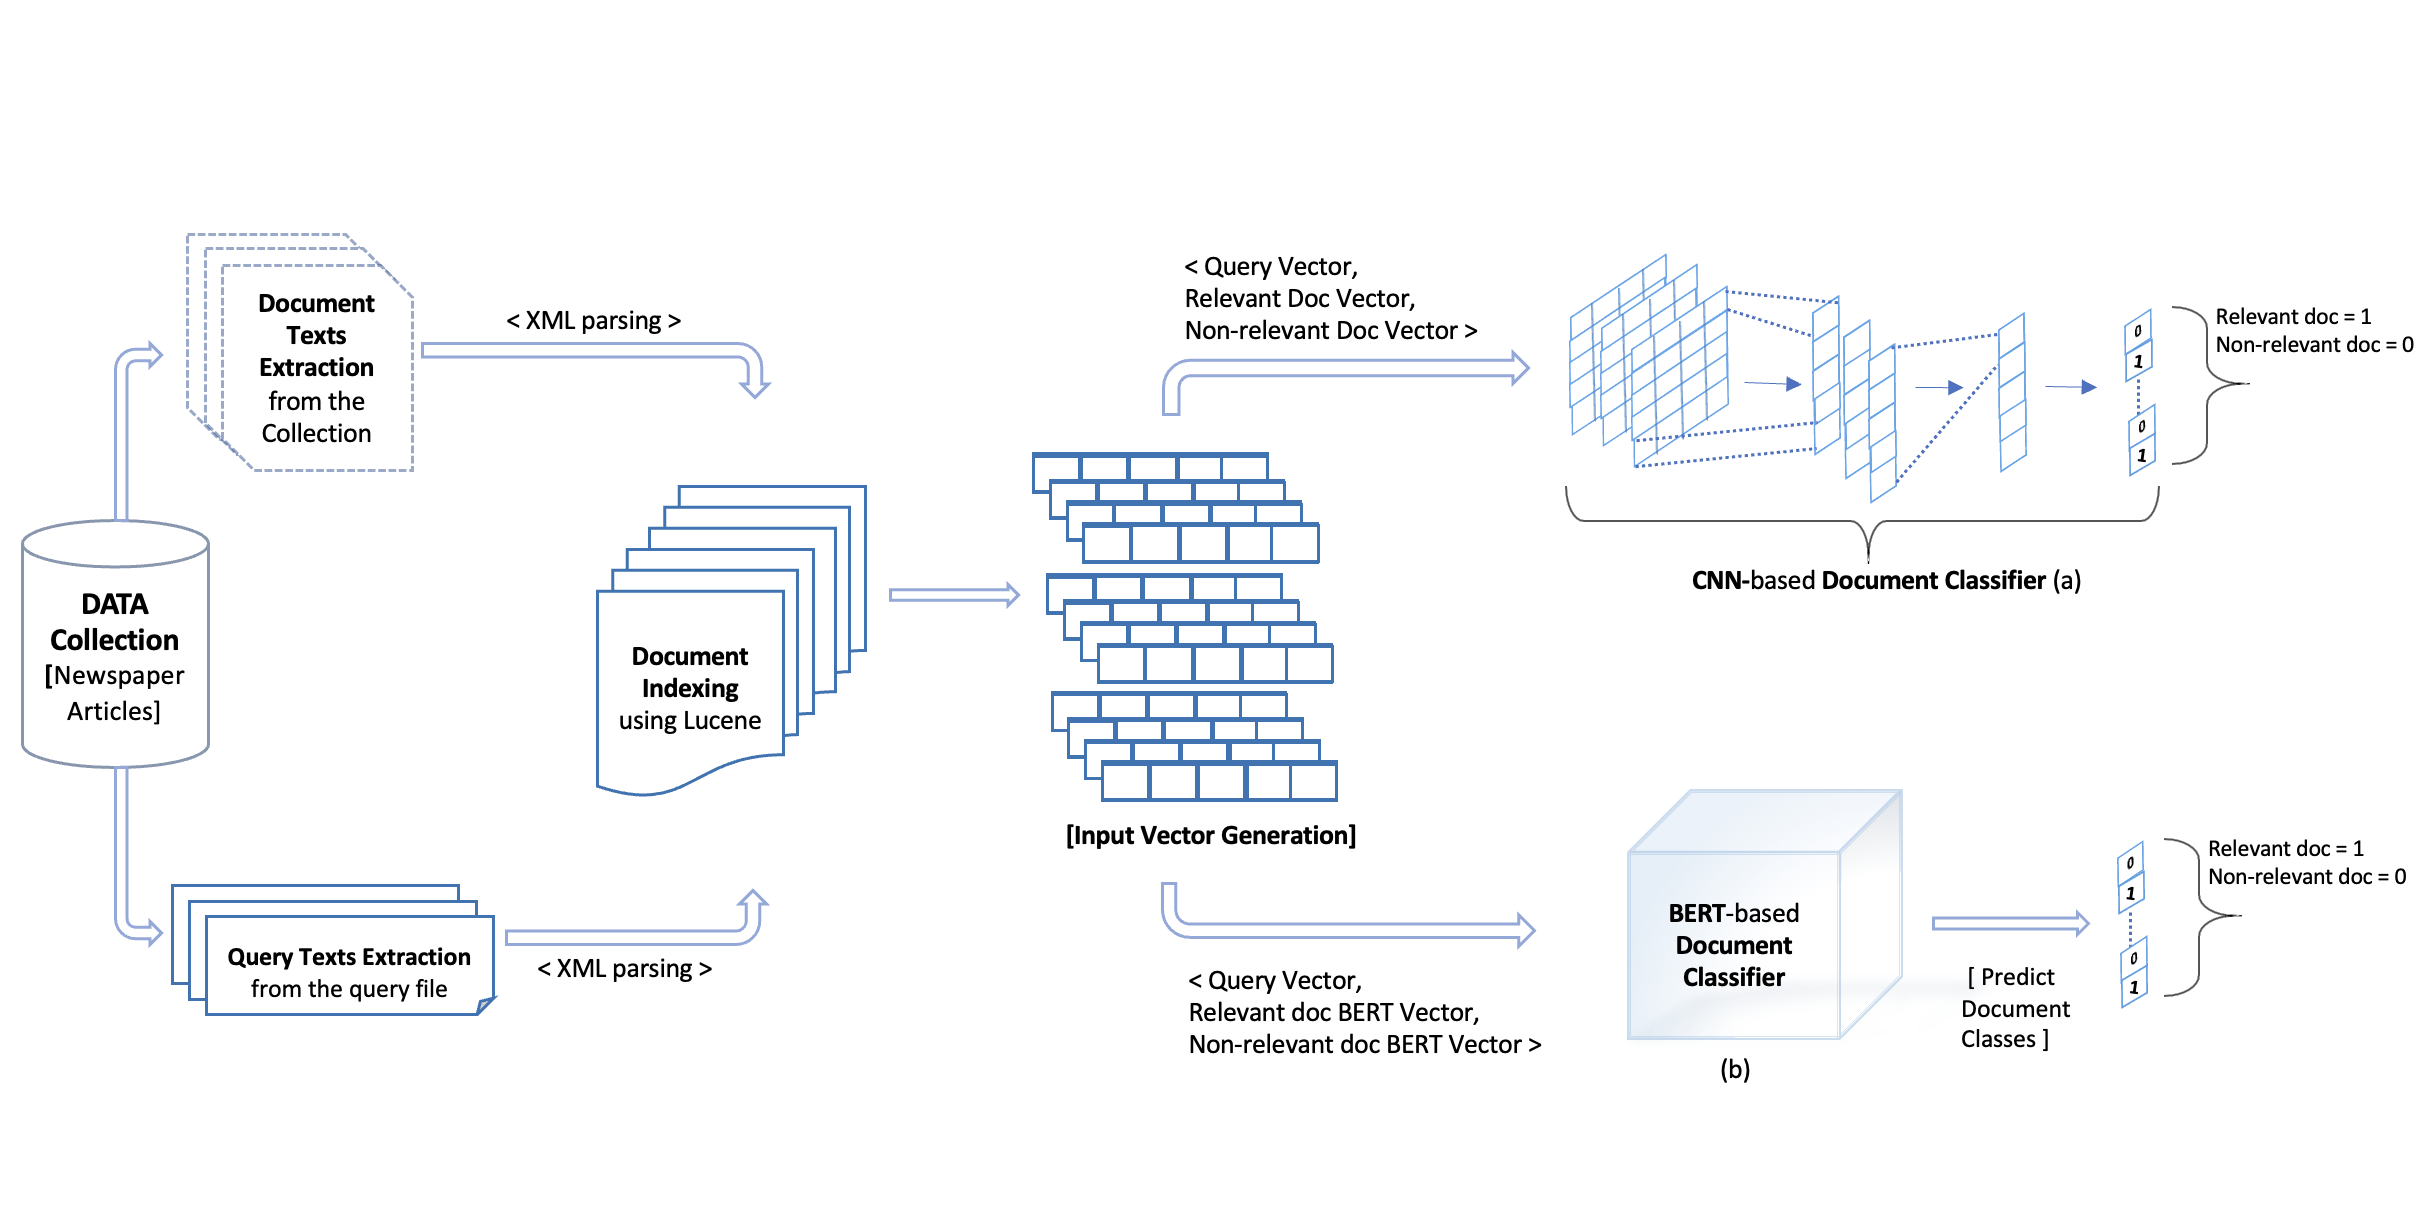 DATA
Collection
[Newspaper
Articles]
Document
Texts
Extraction
from the
Collection
< XML parsing >
Query Texts Extraction
from the query file
< XML parsing >
Document
Indexing
using Lucene
[Input Vector Generation]
< Query Vector,
Relevant Doc Vector,
Non-relevant Doc Vector >
0
1
0
1
Relevant doc = 1
Non-relevant doc = 0
CNN-based Document Classifier (a)
< Query Vector,
Relevant doc BERT Vector,
Non-relevant doc BERT Vector >
BERT-based
Document
Classifier
(b)
[ Predict
Document
Classes ]
0
1
0
1
Relevant doc = 1
Non-relevant doc = 0